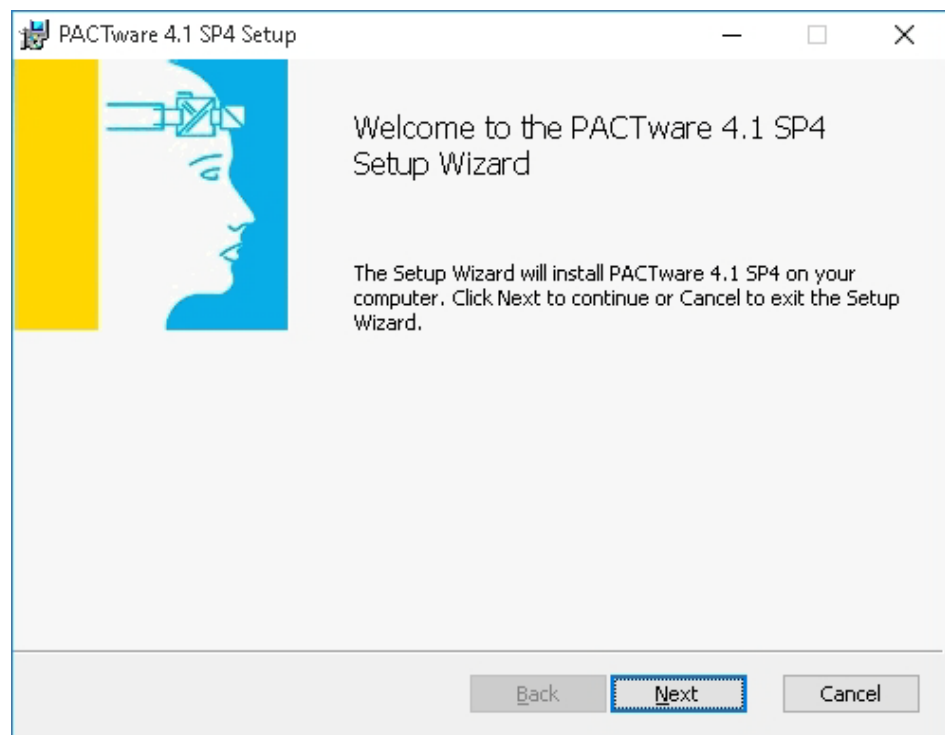 PACTware 4.1 SP4 Setup
Welcome to the PACTware 4.1 SP4
Setup Wizard
The Setup Wizard will install PACTware 4.1 SP4 on your
computer. Click Next to continue or Cancel to exit the Setup
Wizard.
Back
Next
Cancel